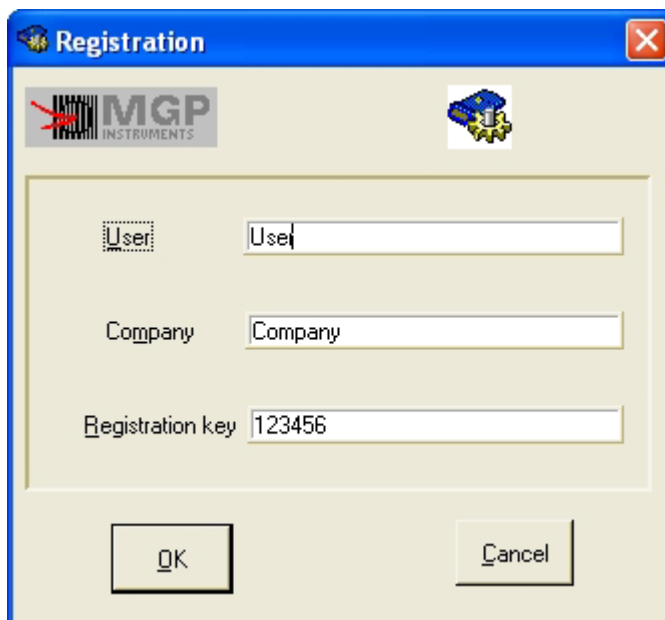 Registration
MGP
INSTRUMENTS
User User
Company Company
Registration key 123456
OK Cancel